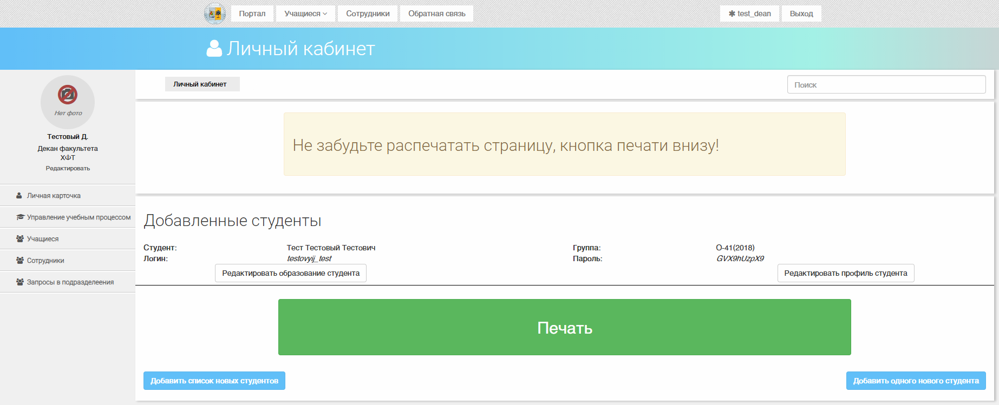 Портал
Учащиеся
Сотрудники
Обратная связь
✱ test_dean
Выход
Личный кабинет
Нет фото
Тестовый Д.
Декан факультета
ХФТ
Редактировать
Личная карточка
Управление учебным процессом
Учащиеся
Сотрудники
Запросы в подразделеения
Личный кабинет
Поиск
Не забудьте распечатать страницу, кнопка печати внизу!
Добавленные студенты
Студент: Тест Тестовый Тестович Группа: О-41(2018)
Логин: testovyij_test Пароль: GVX9hUzpX9
Редактировать образование студента
Редактировать профиль студента
Печать
Добавить список новых студентов
Добавить одного нового студента